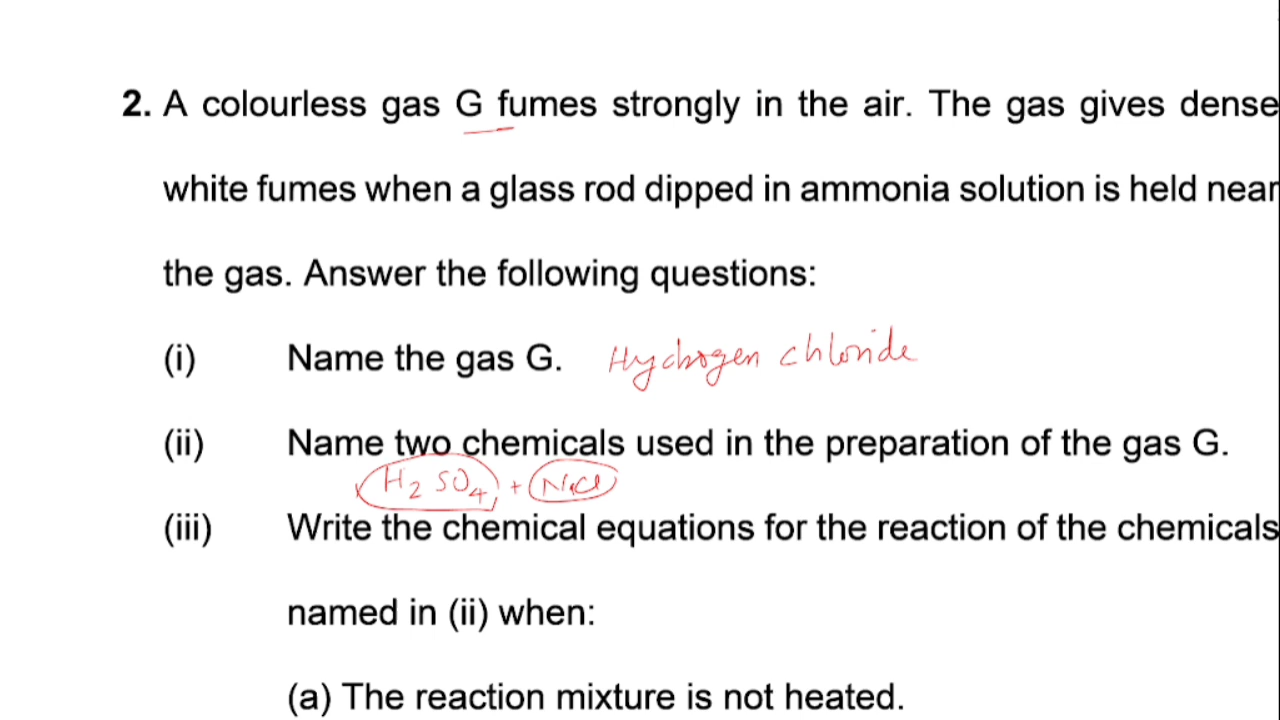 2. A colourless gas G fumes strongly in the air. The gas gives dense
white fumes when a glass rod dipped in ammonia solution is held near
the gas. Answer the following questions:
(i) Name the gas G. Hydrogen chloride
(ii) Name two chemicals used in the preparation of the gas G.
H2 SO4 + NaCl
(iii) Write the chemical equations for the reaction of the chemicals
named in (ii) when:
(a) The reaction mixture is not heated.